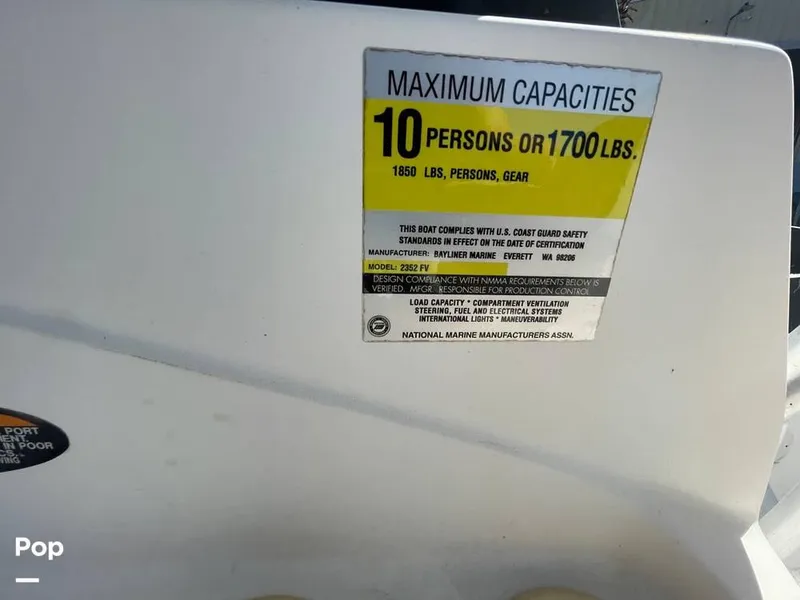 MAXIMUM CAPACITIES
10 PERSONS OR 1700 LBS.
1850 LBS, PERSONS, GEAR
THIS BOAT COMPLIES WITH U.S. COAST GUARD SAFETY
STANDARDS IN EFFECT ON THE DATE OF CERTIFICATION
MANUFACTURER: BAYLINER MARINE EVERETT WA 98206
MODEL: 2352 FV
DESIGN COMPLIANCE WITH NMMA REQUIREMENTS BELOW IS
VERIFIED. MFGR. RESPONSIBLE FOR PRODUCTION CONTROL
LOAD CAPACITY * COMPARTMENT VENTILATION
STEERING, FUEL AND ELECTRICAL SYSTEMS
INTERNATIONAL LIGHTS * MANEUVERABILITY
NATIONAL MARINE MANUFACTURERS ASSN.
PORT
IN POOR
Pop